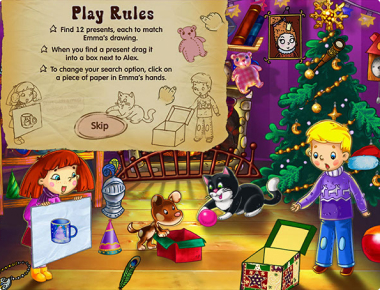 Play Rules
Find 12 presents, each to match
Emma's drawing.
When you find a present drag it
into a box next to Alex.
To change your search option, click on
a piece of paper in Emma's hands.
Skip